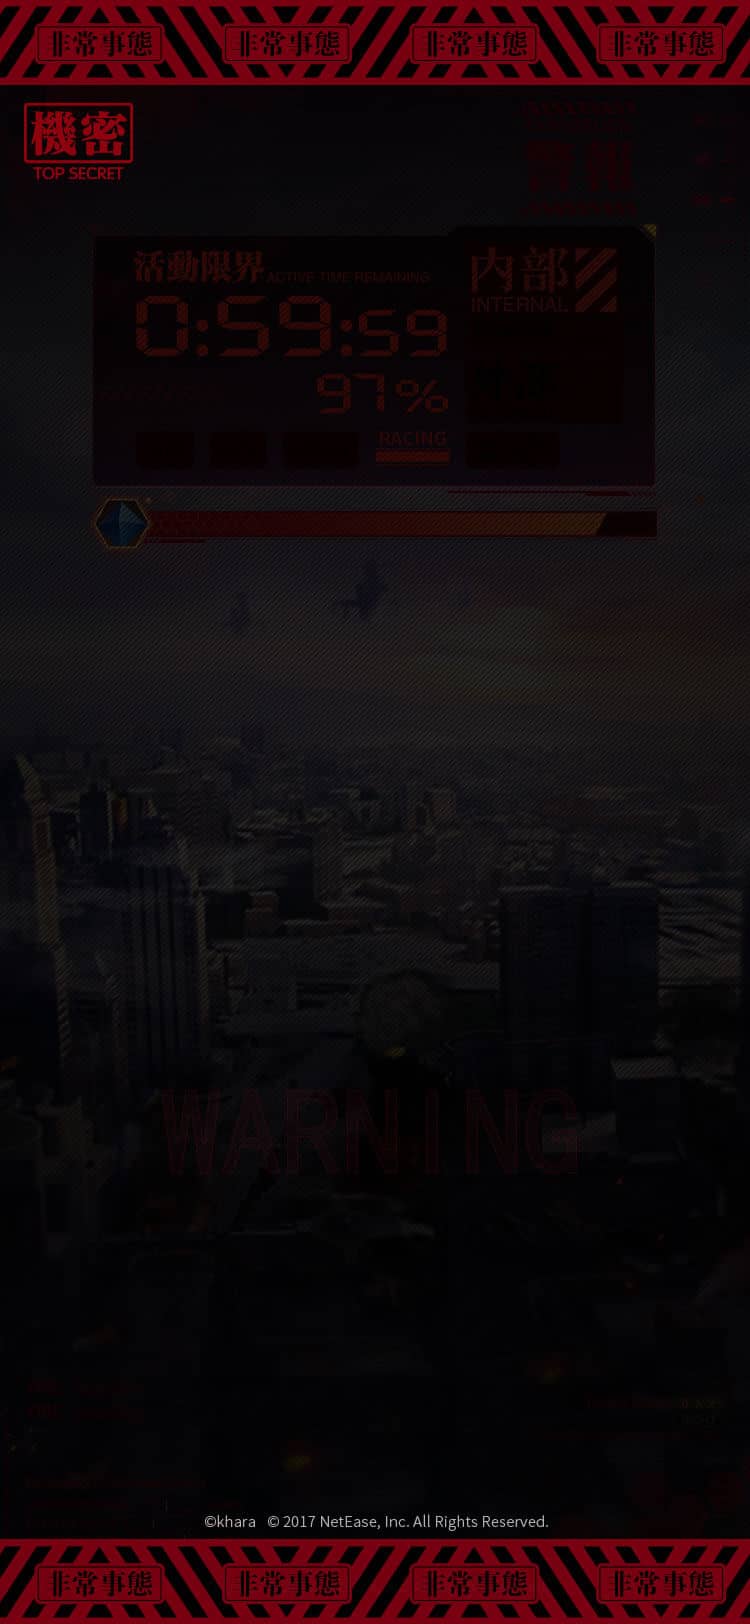 非常事態 非常事態 非常事態 非常事態
機密
TOP SECRET
警報
活動限界 ACTIVE TIME REMAINING
内部
INTERNAL
0:59:59
97%
RACING
WARNING
©khara © 2017 NetEase, Inc. All Rights Reserved.
非常事態 非常事態 非常事態 非常事態